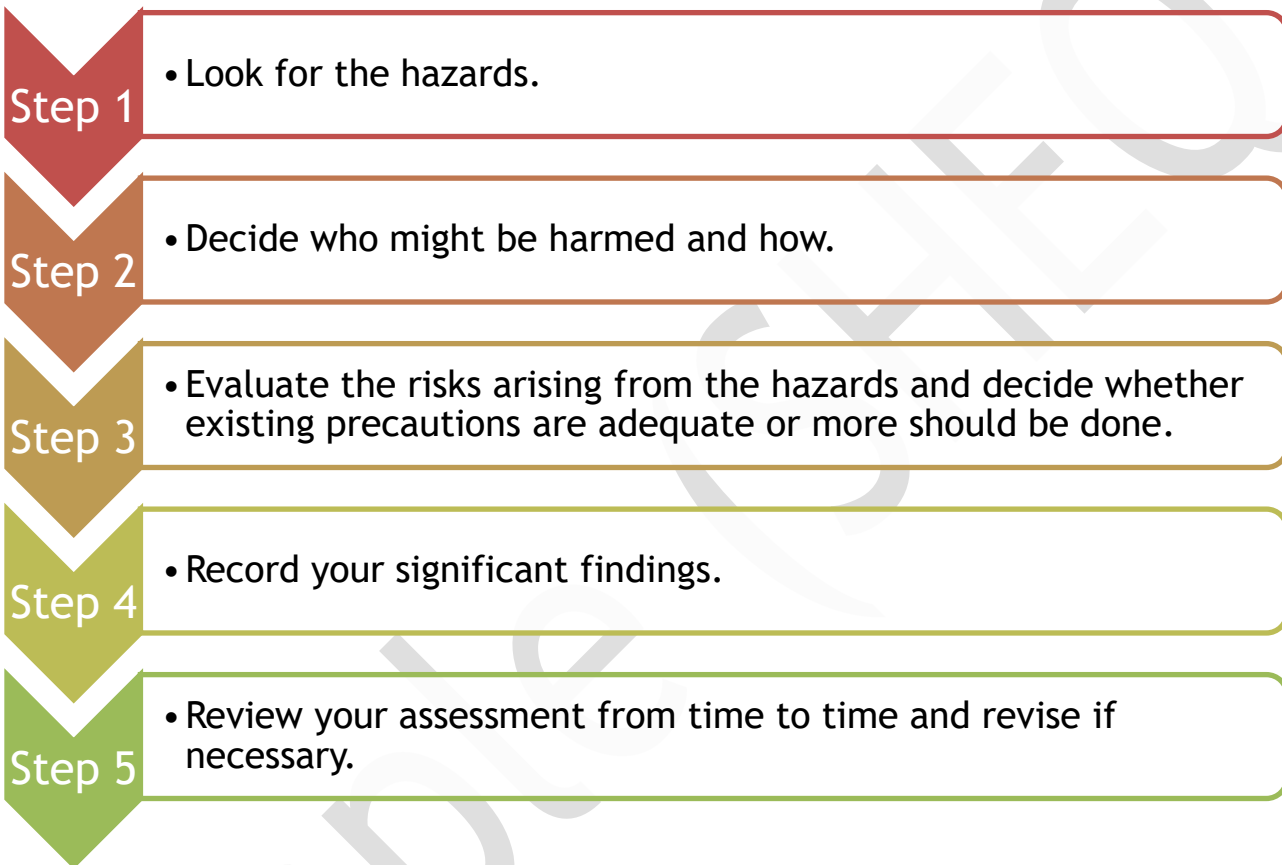 Step 1
• Look for the hazards.
Step 2
• Decide who might be harmed and how.
Step 3
• Evaluate the risks arising from the hazards and decide whether
existing precautions are adequate or more should be done.
Step 4
• Record your significant findings.
Step 5
• Review your assessment from time to time and revise if
necessary.
ple (SHEQ